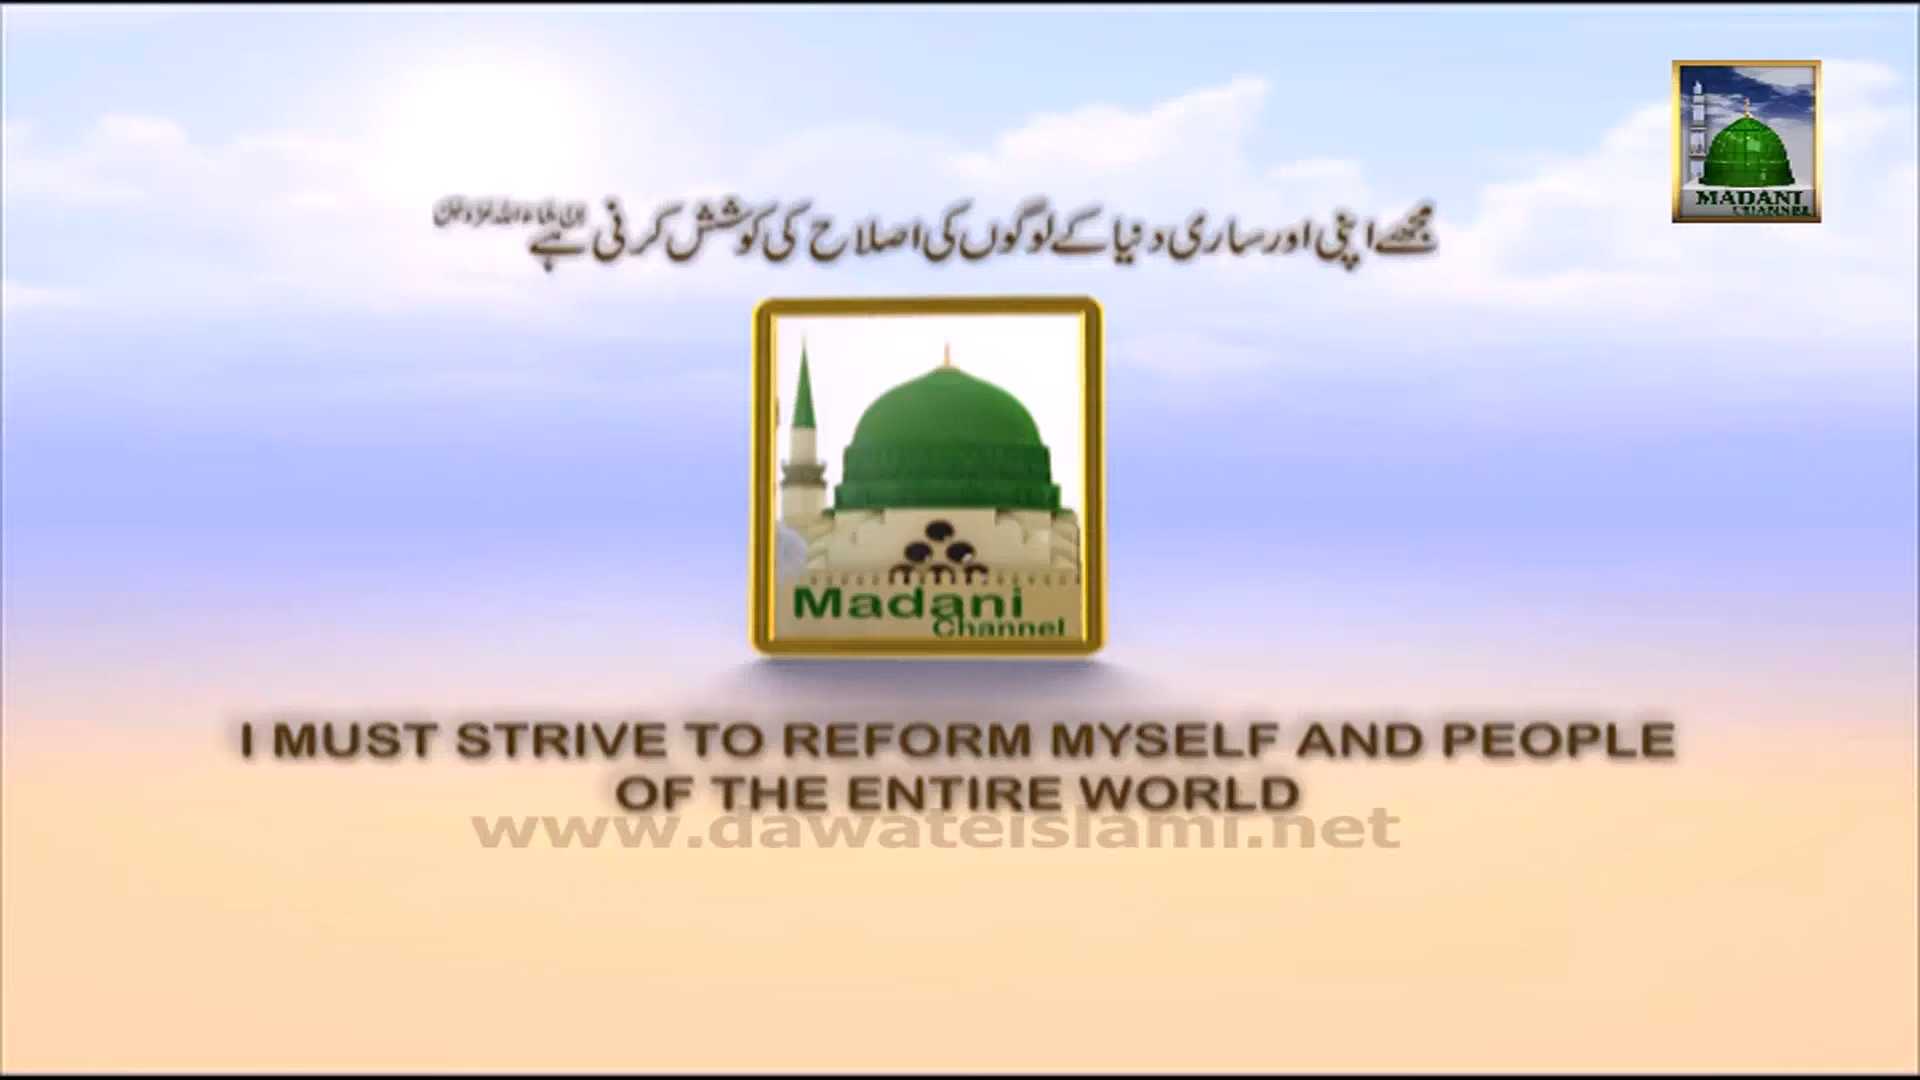 مجھے اپنی اور ساری دنیا کے لوگوں کی اصلاح کی کوشش کرنی ہے
MADANI
CHANNEL
Madani
Channel
I MUST STRIVE TO REFORM MYSELF AND PEOPLE
OF THE ENTIRE WORLD
www.dawateislami.net